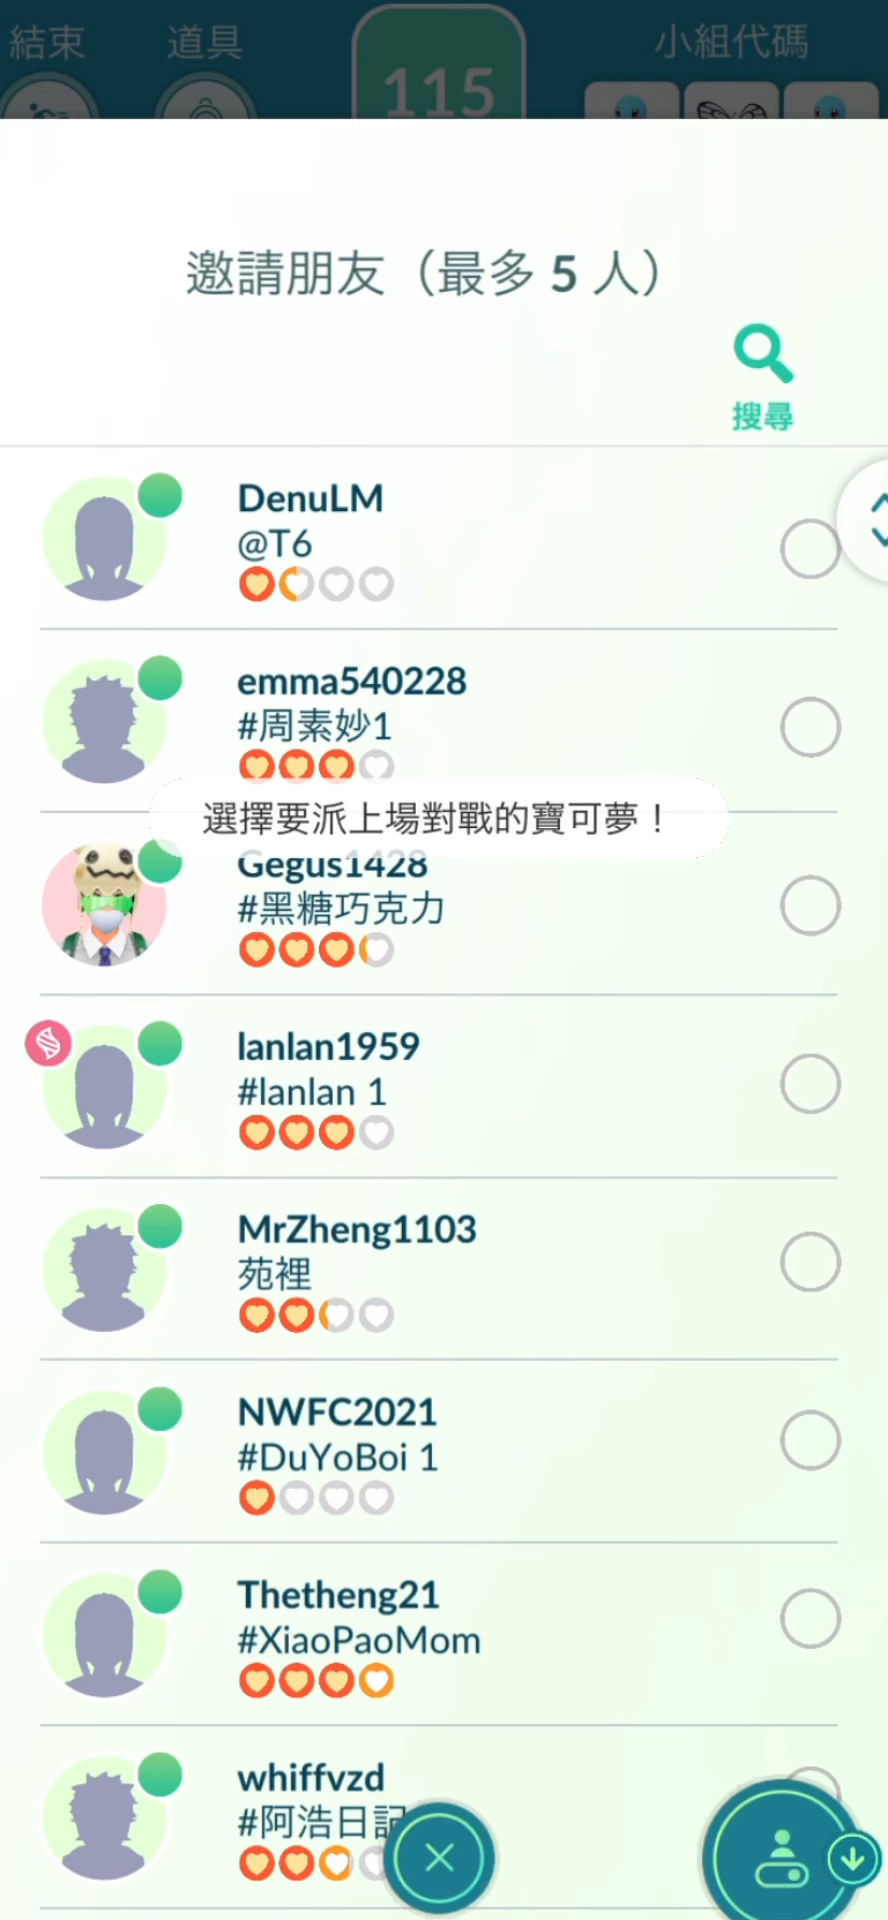 結束 道具 115 小組代碼
邀請朋友（最多 5 人）
搜尋
DenuLM
@T6
emma540228
#周素妙1
選擇要派上場對戰的寶可夢！
Gegus1428
#黑糖巧克力
lanlan1959
#lanlan 1
MrZheng1103
苑裡
NWFC2021
#DuYoBoi 1
Thetheng21
#XiaoPaoMom
whiffvzd
#阿浩日記